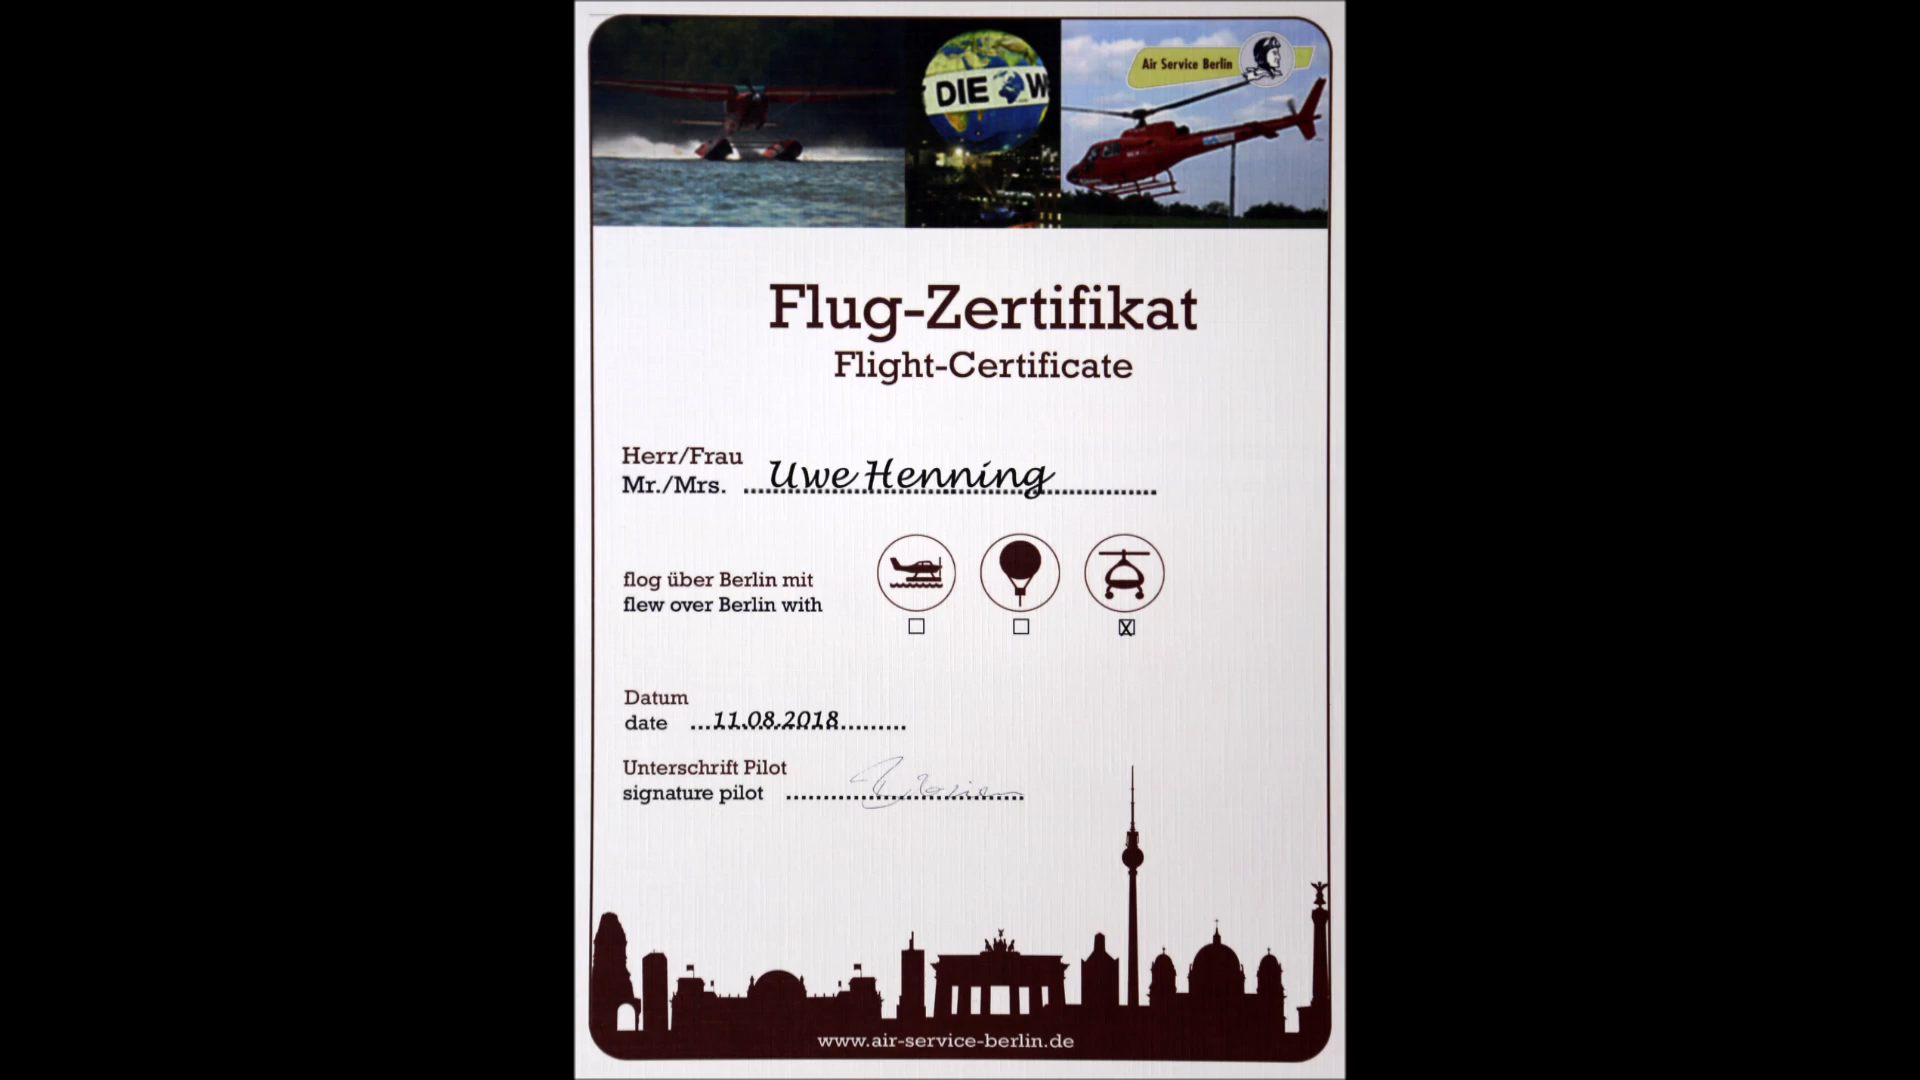 DIE
Air Service Berlin
Flug-Zertifikat
Flight-Certificate
Herr/Frau
Mr./Mrs. Uwe Henning
flog über Berlin mit
flew over Berlin with
Datum
date 11.08.2018
Unterschrift Pilot
signature pilot
www.air-service-berlin.de